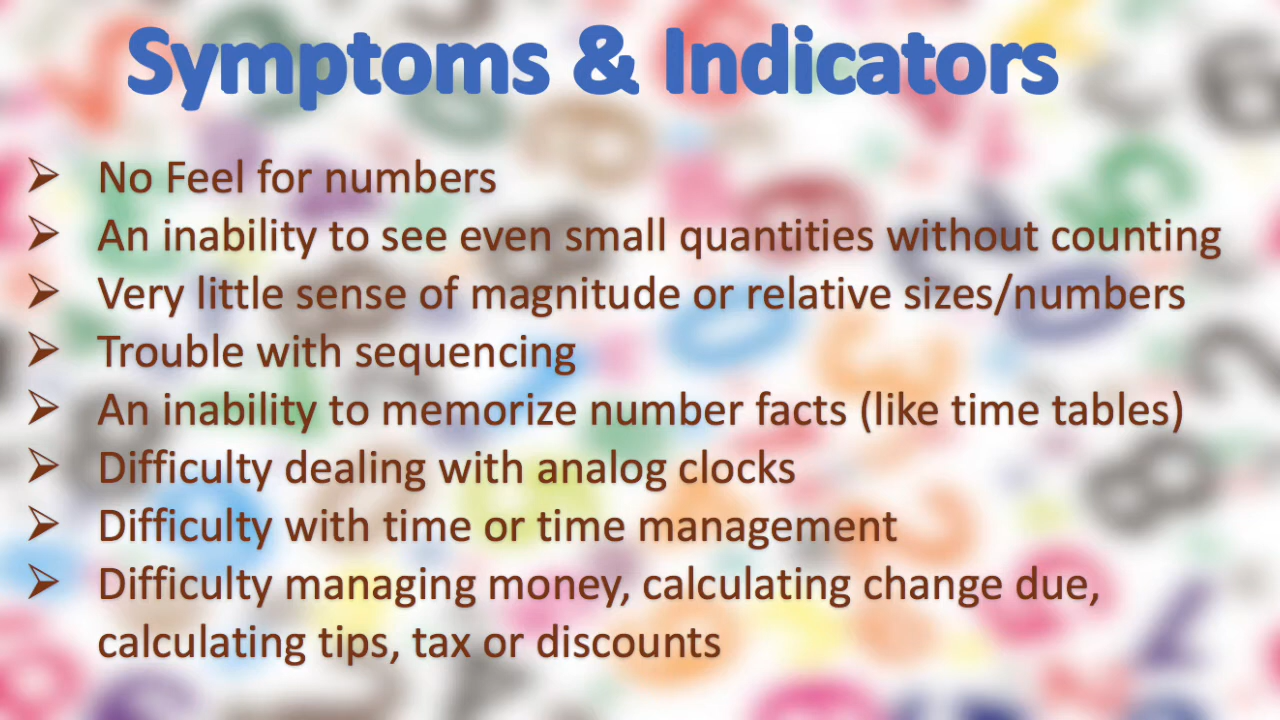 Symptoms & Indicators
➢ No Feel for numbers
➢ An inability to see even small quantities without counting
➢ Very little sense of magnitude or relative sizes/numbers
➢ Trouble with sequencing
➢ An inability to memorize number facts (like time tables)
➢ Difficulty dealing with analog clocks
➢ Difficulty with time or time management
➢ Difficulty managing money, calculating change due,
calculating tips, tax or discounts